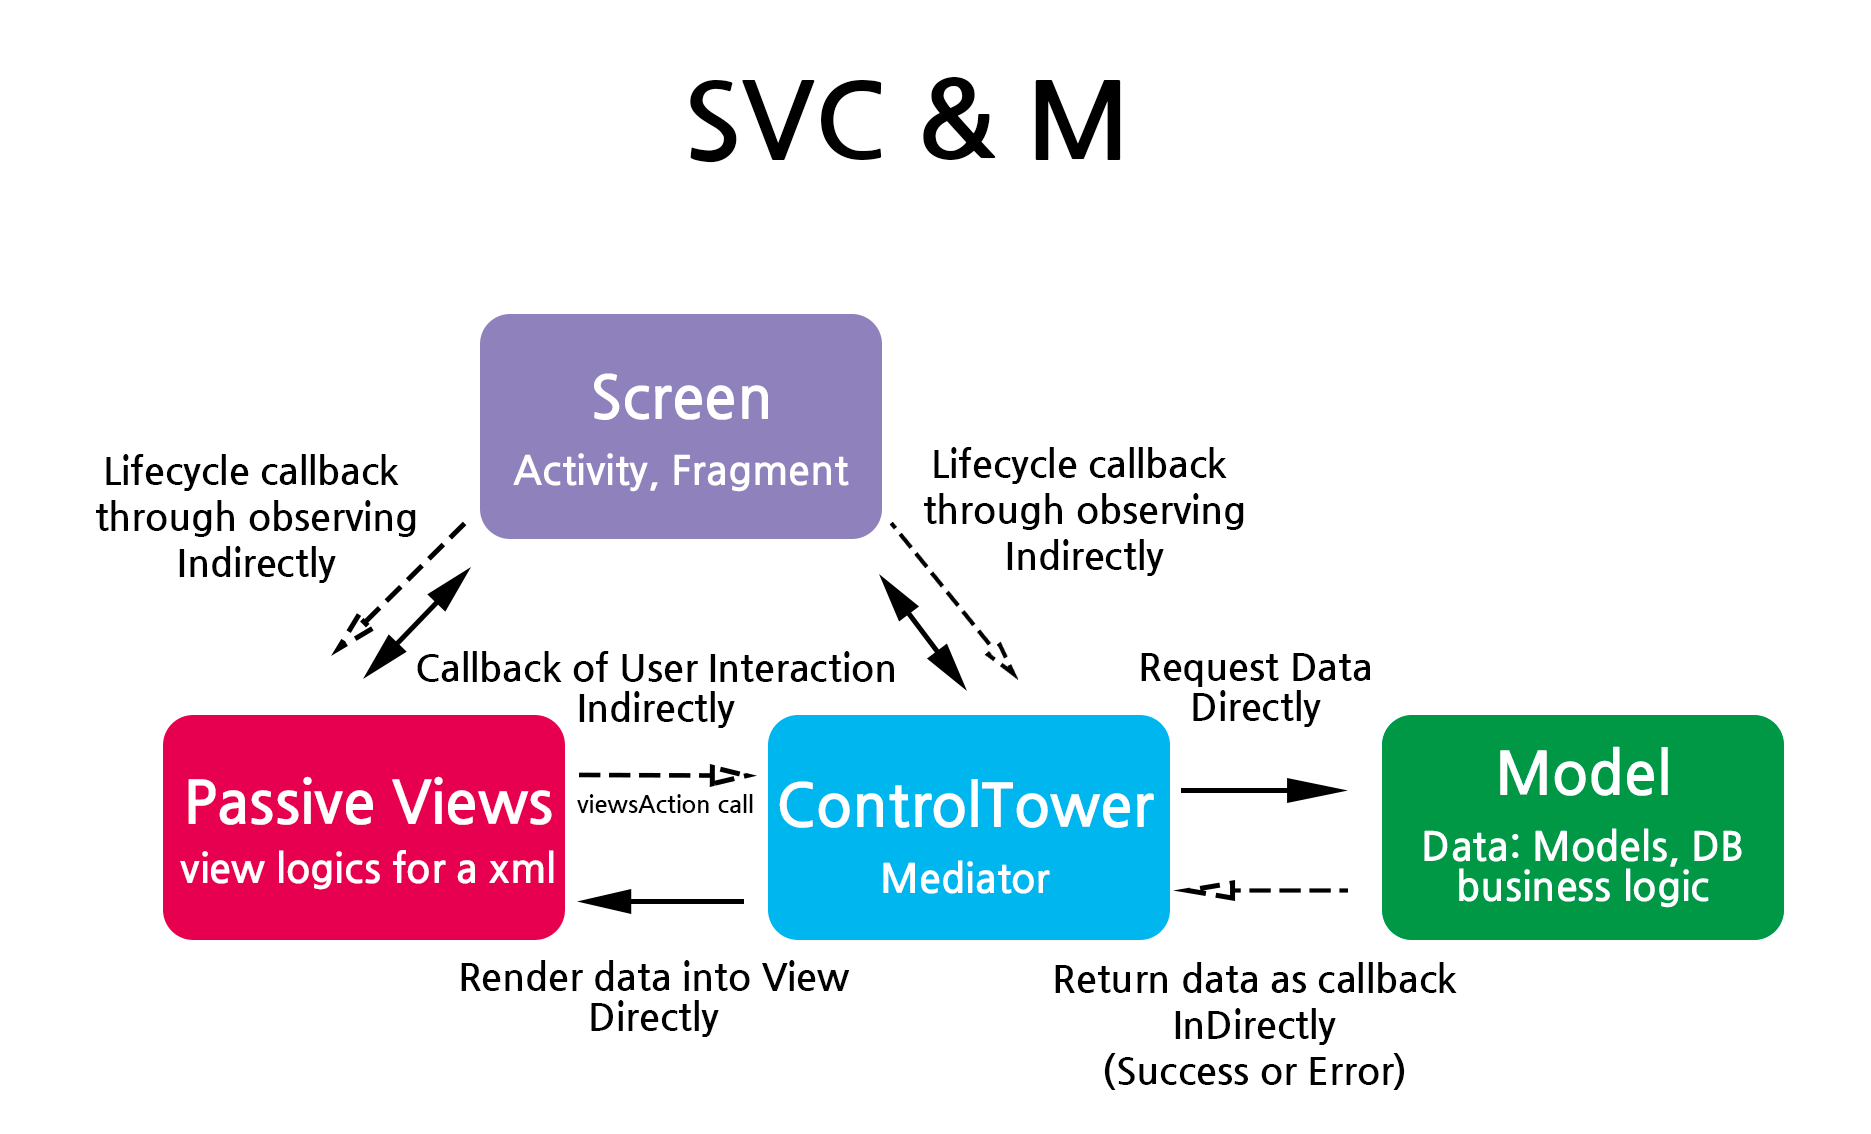 SVC & M
Screen
Activity, Fragment
Lifecycle callback
through observing
Indirectly
Lifecycle callback
through observing
Indirectly
Callback of User Interaction
Indirectly
Request Data
Directly
Passive Views
view logics for a xml
viewsAction call
ControlTower
Mediator
Model
Data: Models, DB
business logic
Render data into View
Directly
Return data as callback
InDirectly
(Success or Error)